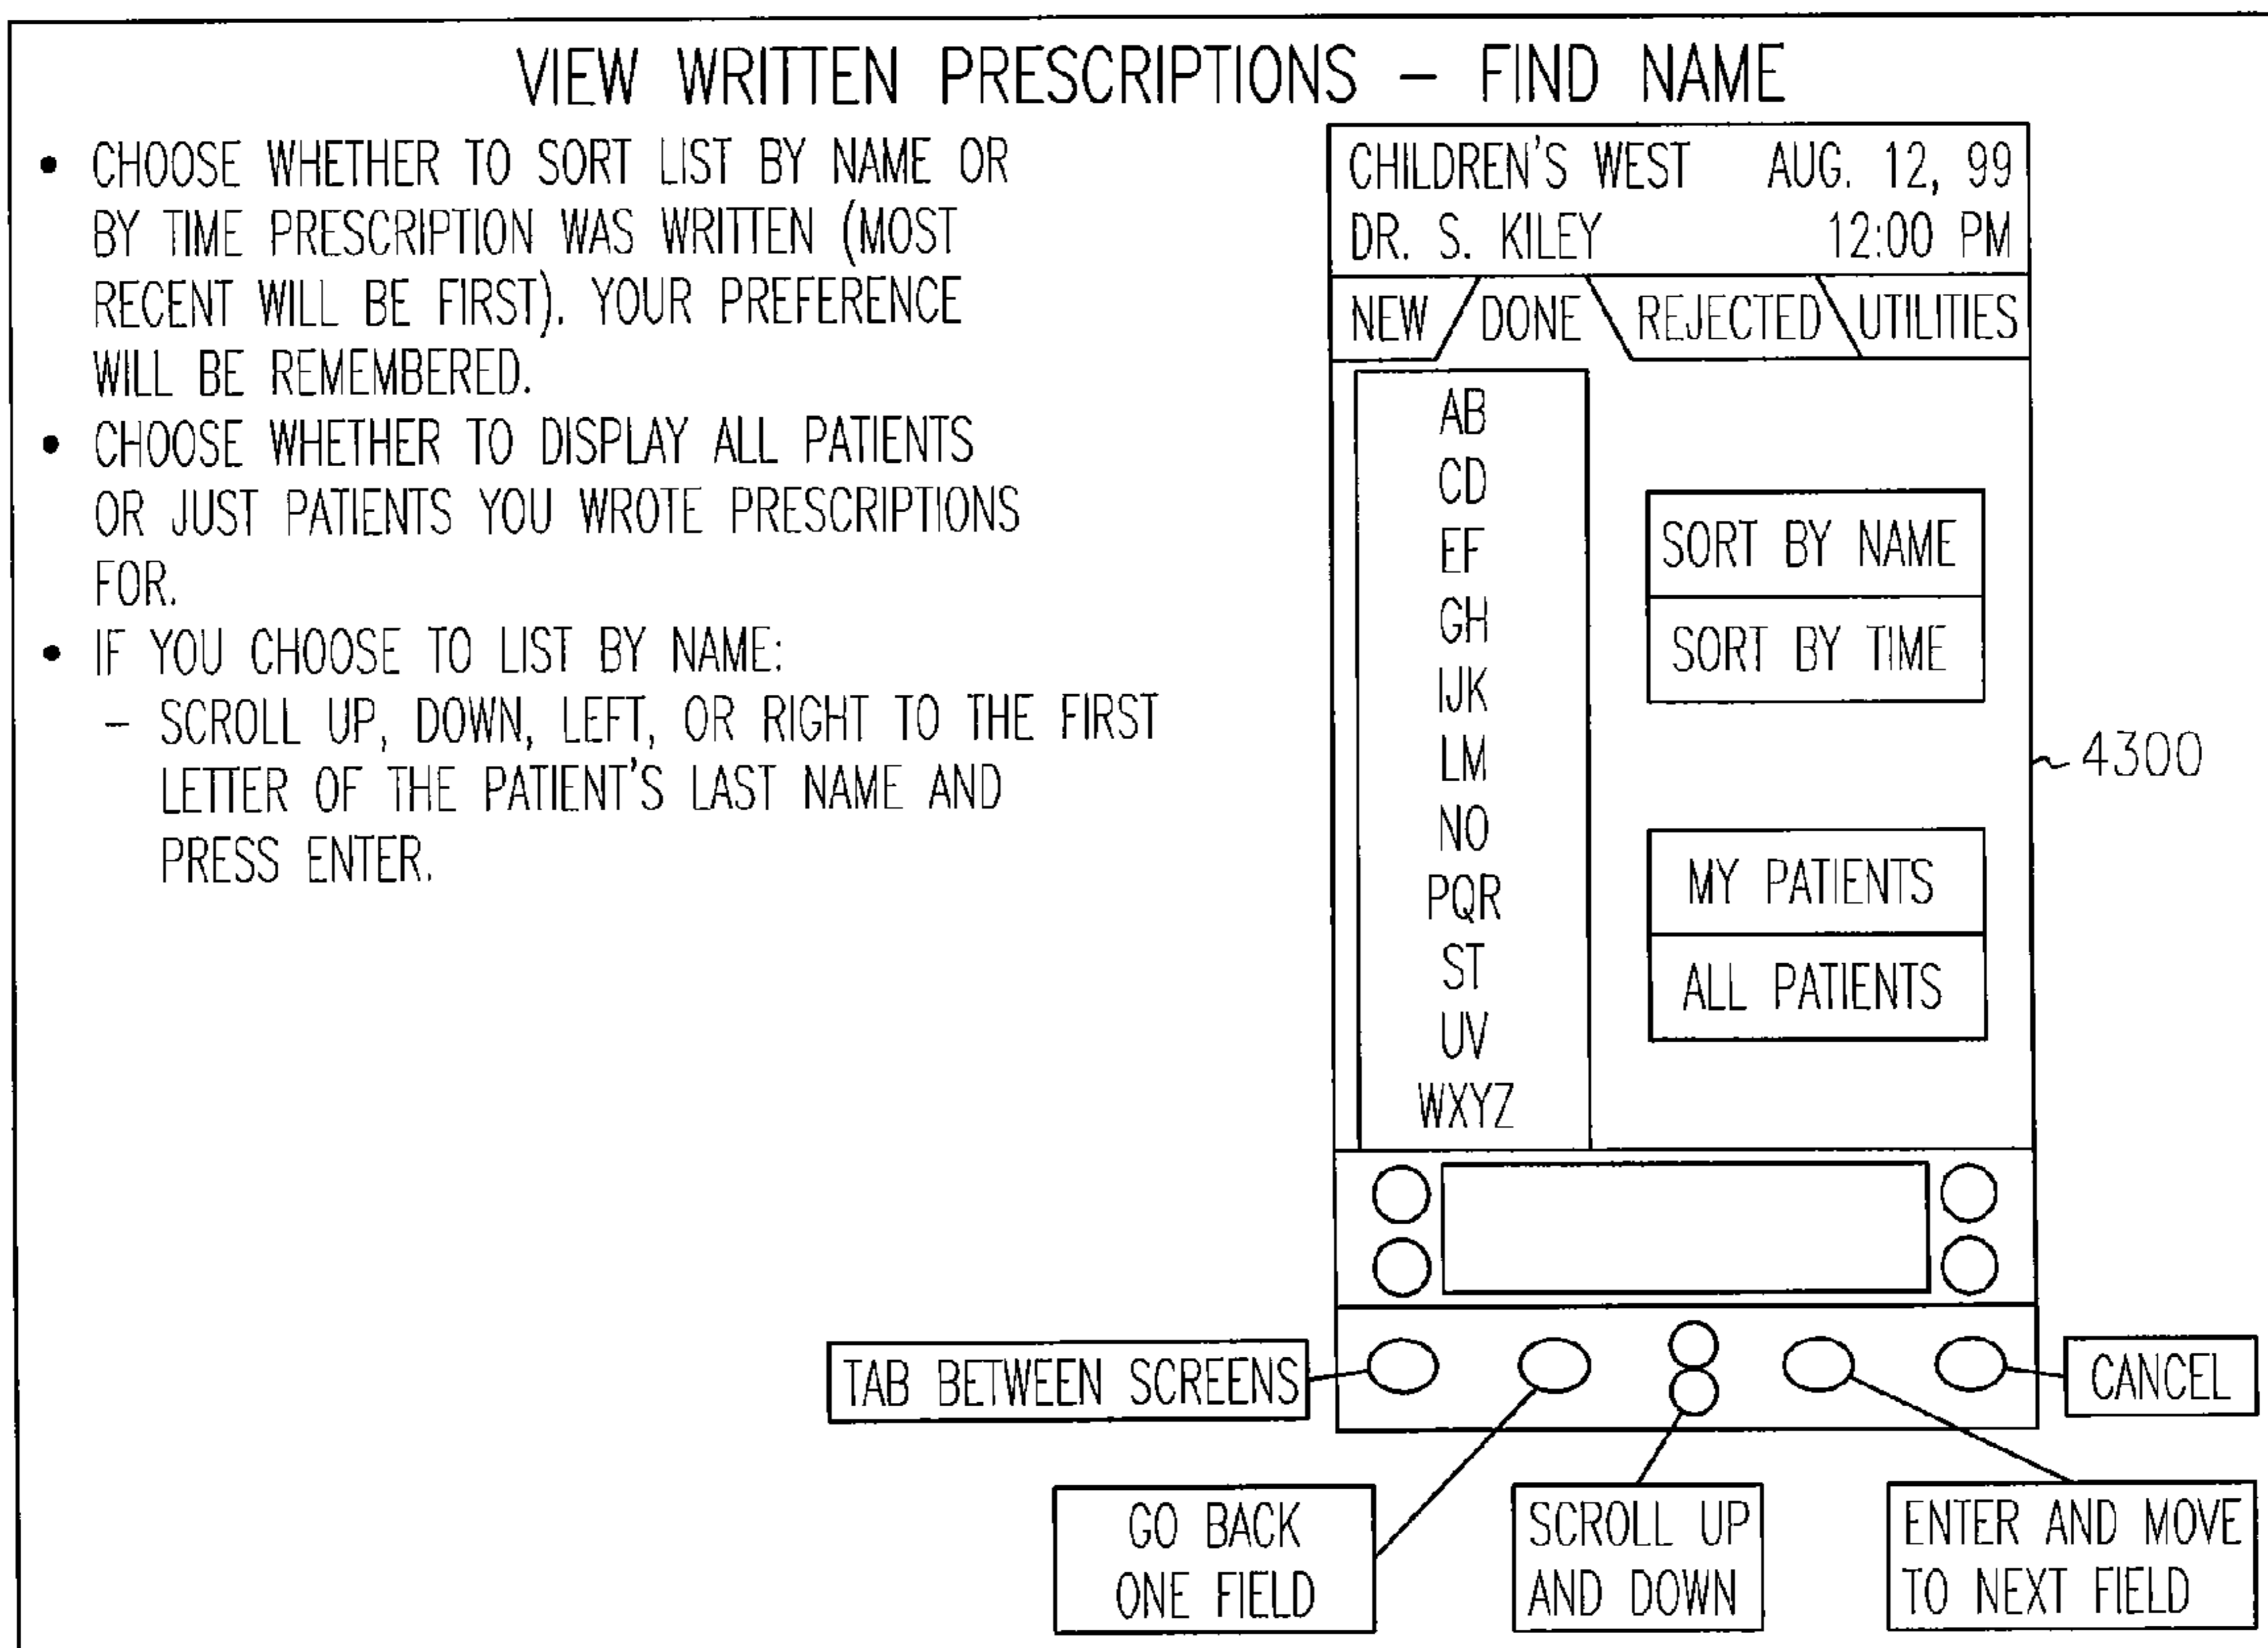 VIEW WRITTEN PRESCRIPTIONS – FIND NAME
• CHOOSE WHETHER TO SORT LIST BY NAME OR
BY TIME PRESCRIPTION WAS WRITTEN (MOST
RECENT WILL BE FIRST). YOUR PREFERENCE
WILL BE REMEMBERED.
• CHOOSE WHETHER TO DISPLAY ALL PATIENTS
OR JUST PATIENTS YOU WROTE PRESCRIPTIONS
FOR.
• IF YOU CHOOSE TO LIST BY NAME:
– SCROLL UP, DOWN, LEFT, OR RIGHT TO THE FIRST
LETTER OF THE PATIENT'S LAST NAME AND
PRESS ENTER.
CHILDREN'S WEST AUG. 12, 99
DR. S. KILEY 12:00 PM
NEW DONE REJECTED UTILITIES
AB
CD
EF
GH
IJK
LM
NO
PQR
ST
UV
WXYZ
SORT BY NAME
SORT BY TIME
MY PATIENTS
ALL PATIENTS
4300
TAB BETWEEN SCREENS
CANCEL
GO BACK
ONE FIELD
SCROLL UP
AND DOWN
ENTER AND MOVE
TO NEXT FIELD